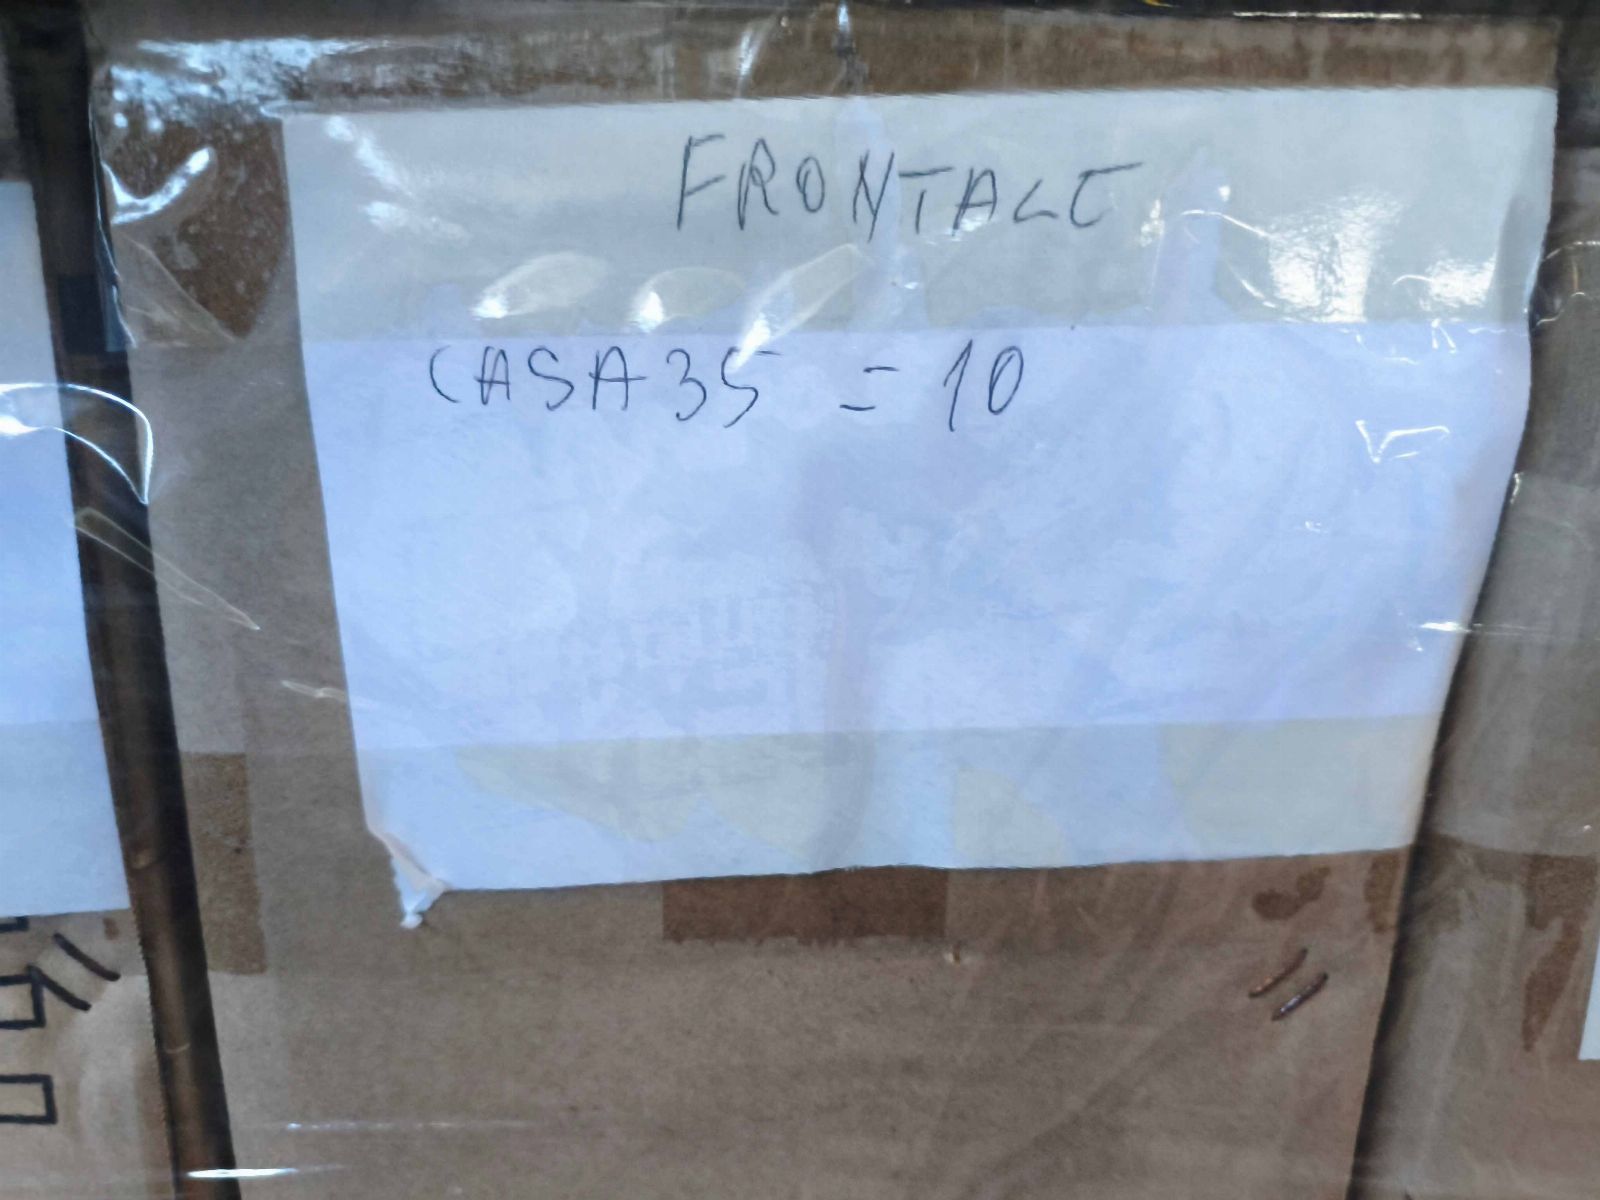 FRONTALE
CASA35 = 10